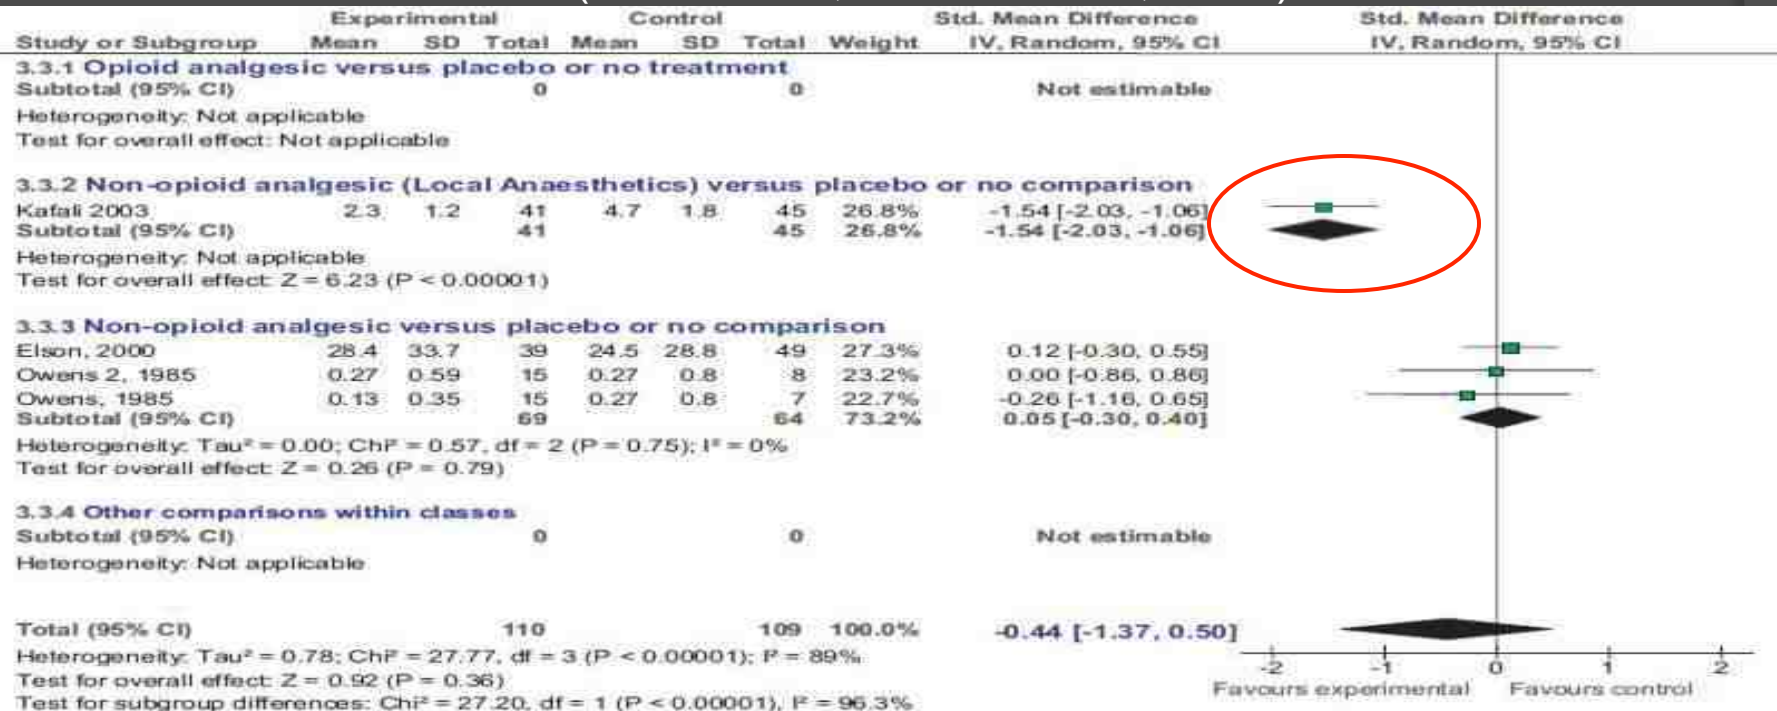 Experimental Control Std. Mean Difference Std. Mean Difference
Study or Subgroup Mean SD Total Mean SD Total Weight IV, Random, 95% CI IV, Random, 95% CI
3.3.1 Opioid analgesic versus placebo or no treatment
Subtotal (95% CI) 0 0 Not estimable
Heterogeneity: Not applicable
Test for overall effect: Not applicable
3.3.2 Non-opioid analgesic (Local Anaesthetics) versus placebo or no comparison
Kafali 2003 2.3 1.2 41 4.7 1.8 45 26.8% -1.54 [-2.03, -1.06]
Subtotal (95% CI) 41 45 26.8% -1.54 [-2.03, -1.06]
Heterogeneity: Not applicable
Test for overall effect: Z = 6.23 (P < 0.00001)
3.3.3 Non-opioid analgesic versus placebo or no comparison
Elson, 2000 28.4 33.7 39 24.5 28.8 49 27.3% 0.12 [-0.30, 0.55]
Owens 2, 1985 0.27 0.59 15 0.27 0.8 8 23.2% 0.00 [-0.86, 0.86]
Owens, 1985 0.13 0.35 15 0.27 0.8 7 22.7% -0.26 [-1.16, 0.65]
Subtotal (95% CI) 69 64 73.2% 0.05 [-0.30, 0.40]
Heterogeneity: Tau² = 0.00; Chi² = 0.57, df = 2 (P = 0.75); I² = 0%
Test for overall effect: Z = 0.26 (P = 0.79)
3.3.4 Other comparisons within classes
Subtotal (95% CI) 0 0 Not estimable
Heterogeneity: Not applicable
Total (95% CI) 110 109 100.0% -0.44 [-1.37, 0.50]
Heterogeneity: Tau² = 0.78; Chi² = 27.77, df = 3 (P < 0.00001); I² = 89%
Test for overall effect: Z = 0.92 (P = 0.36)
Test for subgroup differences: Chi² = 27.20, df = 1 (P < 0.00001), I² = 96.3%
-2 -1 0 1 2
Favours experimental Favours control